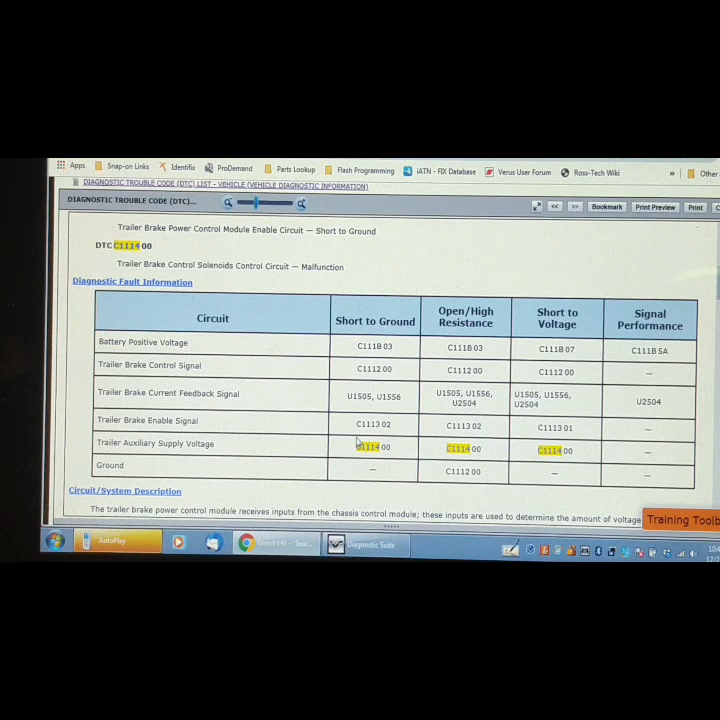 Apps Snap-on Links Identifix ProDemand Parts Lookup Flash Programming iATN - FIX Database Verus User Forum Ross-Tech Wiki » Other
DIAGNOSTIC TROUBLE CODE (DTC) LIST - VEHICLE (VEHICLE DIAGNOSTIC INFORMATION)
DIAGNOSTIC TROUBLE CODE (DTC)... << >> Bookmark Print Preview Print
Trailer Brake Power Control Module Enable Circuit — Short to Ground
DTC C1114 00
Trailer Brake Control Solenoids Control Circuit — Malfunction
Diagnostic Fault Information
Circuit Short to Ground Open/High Resistance Short to Voltage Signal Performance
Battery Positive Voltage C111B 03 C111B 03 C111B 07 C111B 5A
Trailer Brake Control Signal C1112 00 C1112 00 C1112 00 —
Trailer Brake Current Feedback Signal U1505, U1556 U1505, U1556, U2504 U1505, U1556, U2504 U2504
Trailer Brake Enable Signal C1113 02 C1113 02 C1113 01 —
Trailer Auxiliary Supply Voltage C1114 00 C1114 00 C1114 00 —
Ground — C1112 00 — —
Circuit/System Description
The trailer brake power control module receives inputs from the chassis control module; these inputs are used to determine the amount of voltage
Training Toolb
AutoPlay Direct-Hit -- Sear... Diagnostic Suite